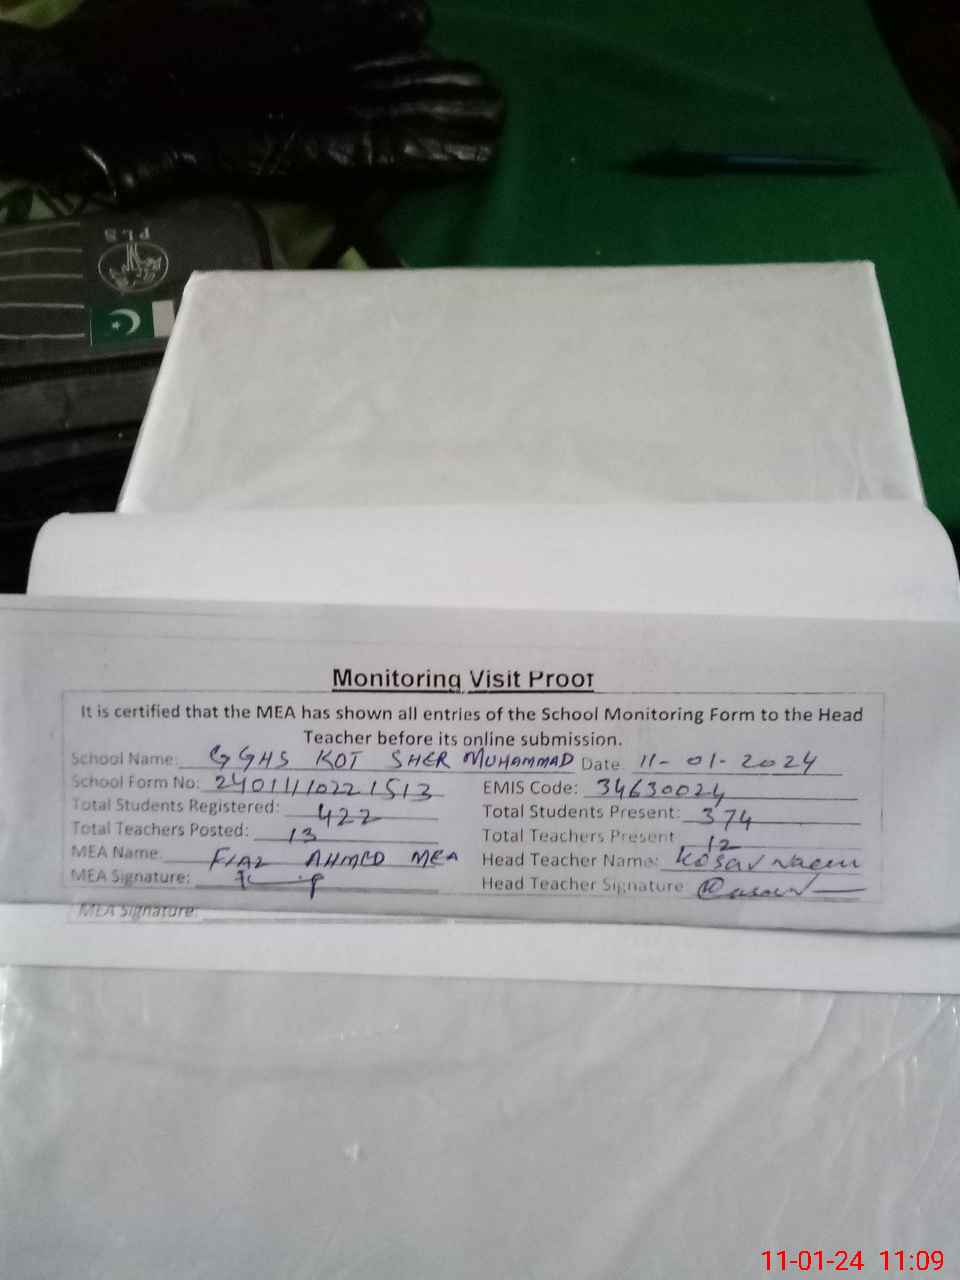 PLS
Monitoring Visit Proof
It is certified that the MEA has shown all entries of the School Monitoring Form to the Head
Teacher before its online submission.
School Name: GGHS KOT SHER MUHAMMAD Date: 11-01-2024
School Form No: EMIS Code: 34630024
Total Students Registered: 422 Total Students Present: 374
Total Teachers Posted: 13 Total Teachers Present 12
MEA Name: FIAZ AHMED MEA Head Teacher Name: Kosar Naeem
MEA Signature: Head Teacher Signature
MEA Signature:
11-01-24 11:09